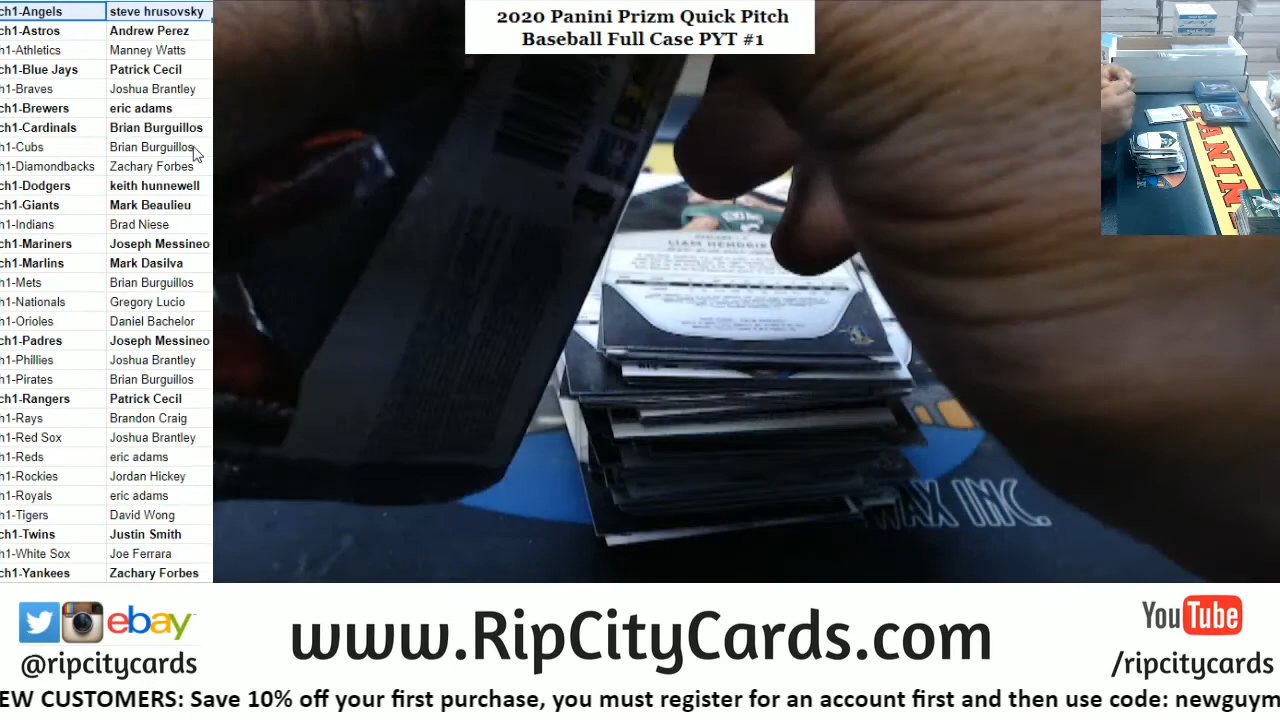 2020 Panini Prizm Quick Pitch
Baseball Full Case PYT #1
ch1-Angels steve hrusovsky
ch1-Astros Andrew Perez
h1-Athletics Manney Watts
ch1-Blue Jays Patrick Cecil
h1-Braves Joshua Brantley
ch1-Brewers eric adams
ch1-Cardinals Brian Burguillos
h1-Cubs Brian Burguillos
h1-Diamondbacks Zachary Forbes
ch1-Dodgers keith hunnewell
ch1-Giants Mark Beaulieu
h1-Indians Brad Niese
ch1-Mariners Joseph Messineo
ch1-Marlins Mark Dasilva
h1-Mets Brian Burguillos
h1-Nationals Gregory Lucio
h1-Orioles Daniel Bachelor
ch1-Padres Joseph Messineo
h1-Phillies Joshua Brantley
h1-Pirates Brian Burguillos
ch1-Rangers Patrick Cecil
h1-Rays Brandon Craig
h1-Red Sox Joshua Brantley
h1-Reds eric adams
h1-Rockies Jordan Hickey
h1-Royals eric adams
h1-Tigers David Wong
ch1-Twins Justin Smith
h1-White Sox Joe Ferrara
ch1-Yankees Zachary Forbes
LIAM HENDRIK
WAX INC.
PANINI
ebay
@ripcitycards
www.RipCityCards.com
YouTube
/ripcitycards
EW CUSTOMERS: Save 10% off your first purchase, you must register for an account first and then use code: newguym